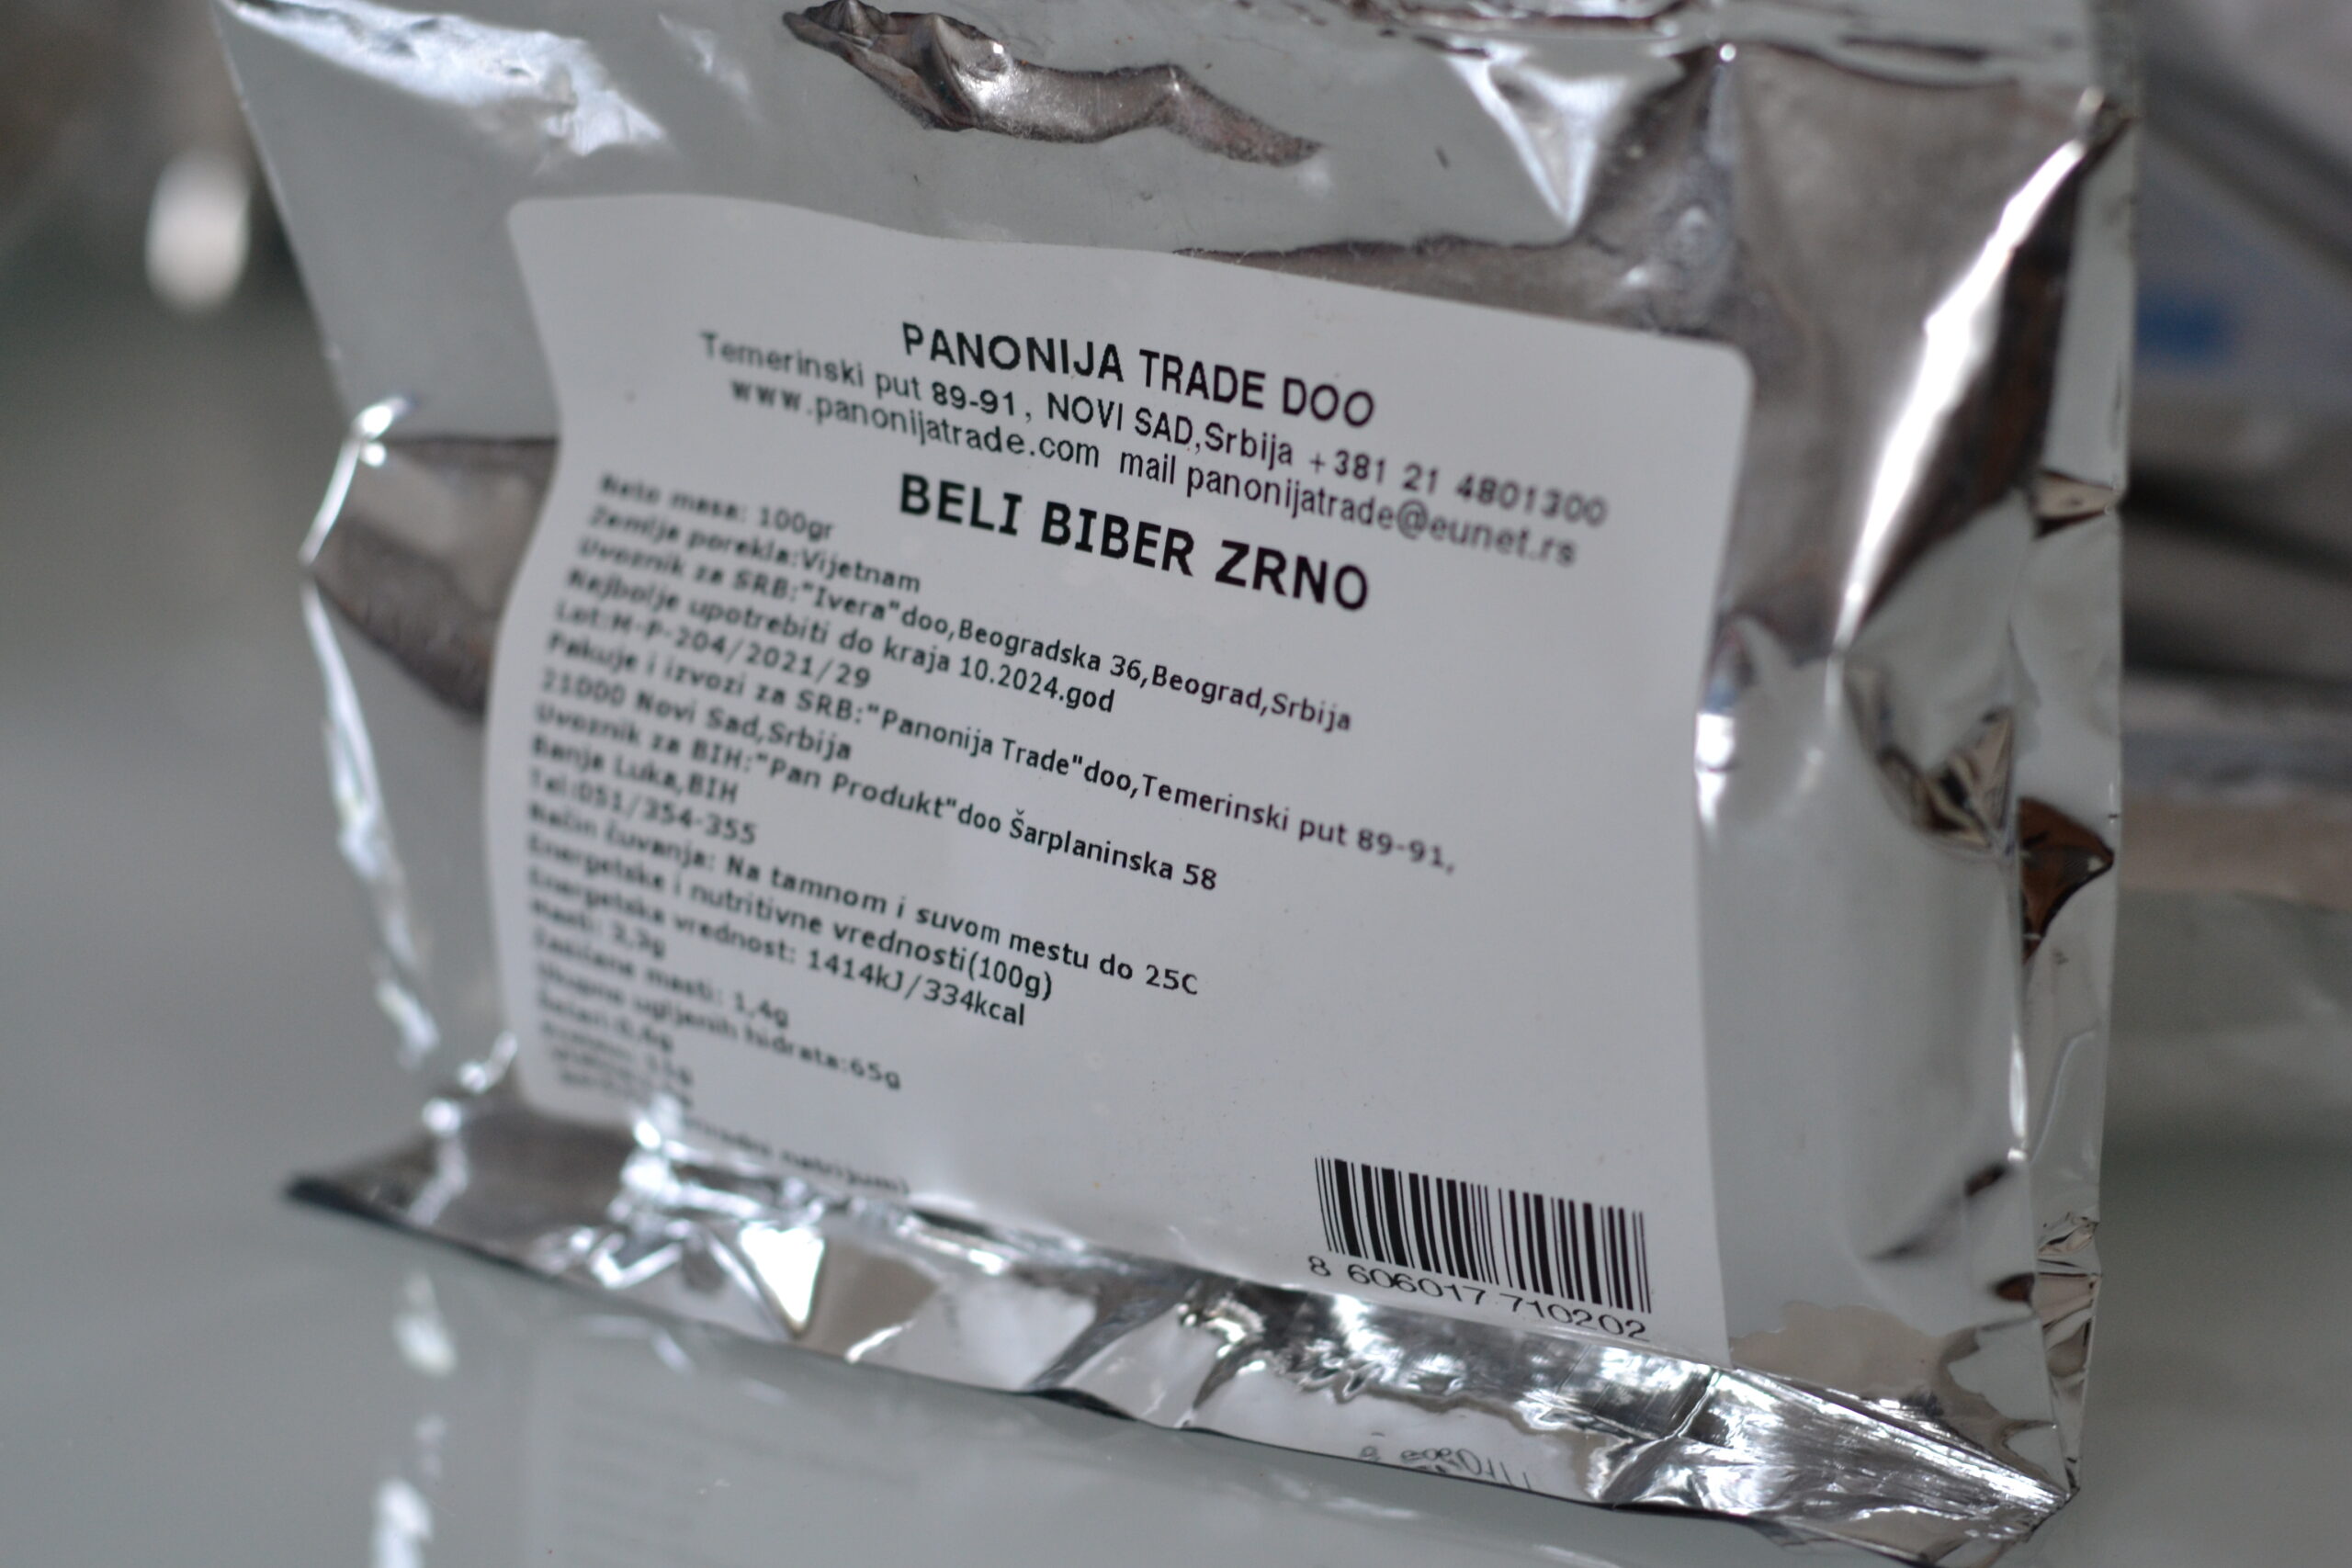 PANONIJA TRADE DOO
Temerinski put 89-91, NOVI SAD,Srbija +381 21 4801300
www.panonijatrade.com mail panonijatrade@eunet.rs
BELI BIBER ZRNO
Neto masa: 100gr
Zemlja porekla:Vijetnam
Uvoznik za SRB:"Ivera"doo,Beogradska 36,Beograd,Srbija
Najbolje upotrebiti do kraja 10.2024.god
Lot:H-P-204/2021/29
Pakuje i izvozi za SRB:"Panonija Trade"doo,Temerinski put 89-91,
21000 Novi Sad,Srbija
Uvoznik za BIH:"Pan Produkt"doo Šarplaninska 58
Banja Luka,BIH
Tel:051/354-355
Način čuvanja: Na tamnom i suvom mestu do 25C
Energetske i nutritivne vrednosti(100g)
Energetska vrednost: 1414kJ/334kcal
Masti: 3,3g
masti: 1,4g
Ukupno ugljenih hidrata:65g
natrijum)
8 606017 710202